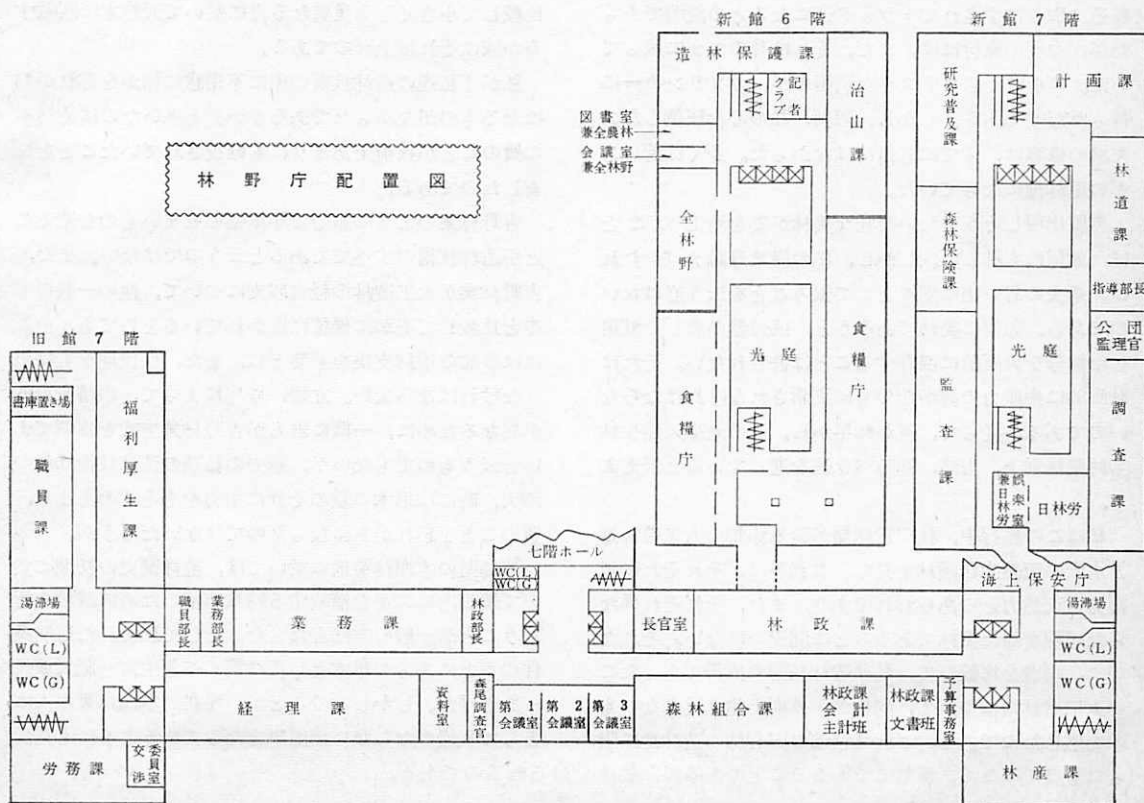 新館6階
新館7階
造林保護課
記者クラブ
治山課
図書室
兼全農林
会議室
兼全林野
全林野
食糧庁
食糧庁
光庭
研究普及課
計画課
林道課
森林保険課
指導部長
公団
監理官
光庭
監査課
調査課
娯楽室
兼日林労
日林労
林野庁配置図
旧館7階
書庫置き場
職員課
福利厚生課
七階ホール
WC(L)
WC(G)
海上保安庁
湯沸場
職員部長
業務部長
業務課
林政部長
長官室
林政課
湯沸場
WC(L)
WC(G)
WC(L)
WC(G)
経理課
資料室
森尾調査官
第1
会議室
第2
会議室
第3
会議室
森林組合課
林政課
会計班
主計班
林政課
文書班
予算事務室
労務課
交渉
委員室
林産課